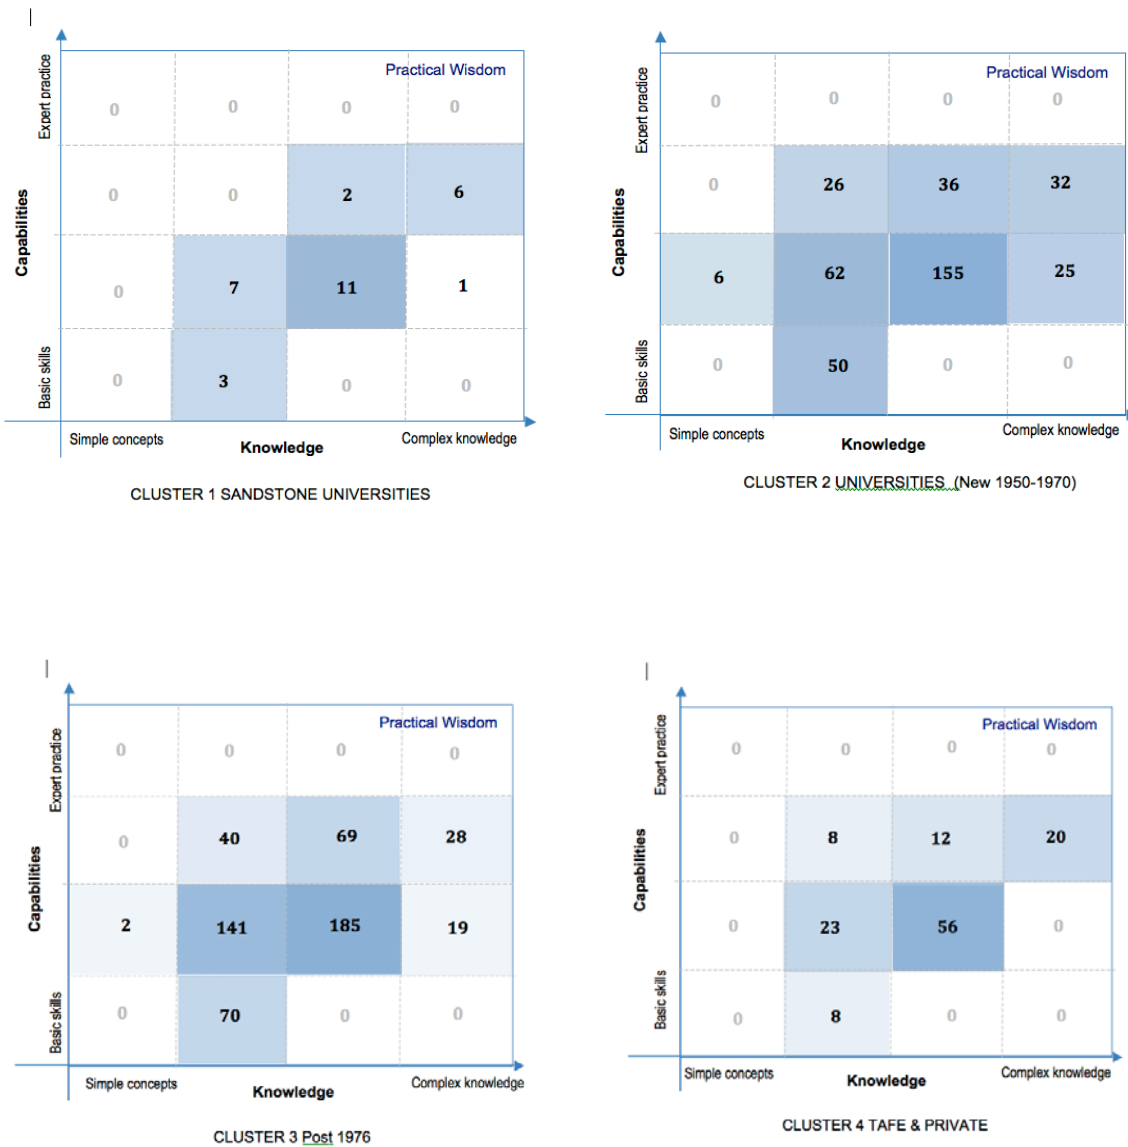 Practical Wisdom
Expert practice
0 0 0 0
Capabilities
0 0 2 6
0 7 11 1
Basic skills
0 3 0 0
Simple concepts Knowledge Complex knowledge
CLUSTER 1 SANDSTONE UNIVERSITIES
Practical Wisdom
Expert practice
0 0 0 0
Capabilities
0 26 36 32
6 62 155 25
Basic skills
0 50 0 0
Simple concepts Knowledge Complex knowledge
CLUSTER 2 UNIVERSITIES (New 1950-1970)
Practical Wisdom
Expert practice
0 0 0 0
Capabilities
0 40 69 28
2 141 185 19
Basic skills
0 70 0 0
Simple concepts Knowledge Complex knowledge
CLUSTER 3 Post 1976
Practical Wisdom
Expert practice
0 0 0 0
Capabilities
0 8 12 20
0 23 56 0
Basic skills
0 8 0 0
Simple concepts Knowledge Complex knowledge
CLUSTER 4 TAFE & PRIVATE